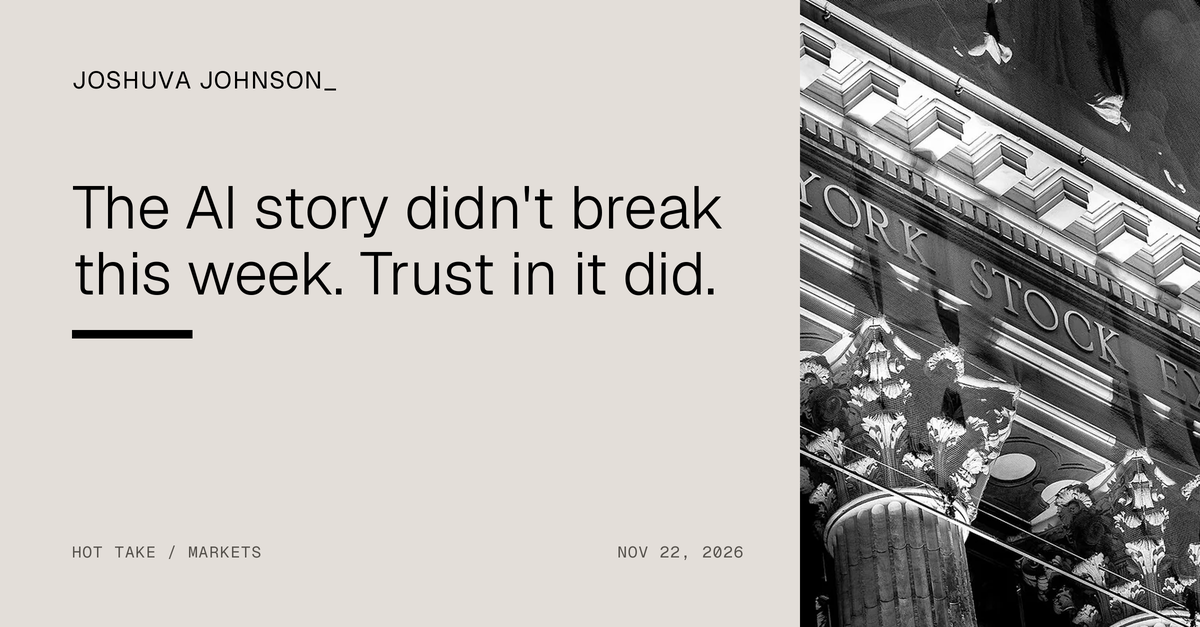 JOSHUVA JOHNSON_
The AI story didn't break
this week. Trust in it did.
HOT TAKE / MARKETS
NOV 22, 2026
YORK STOCK EX